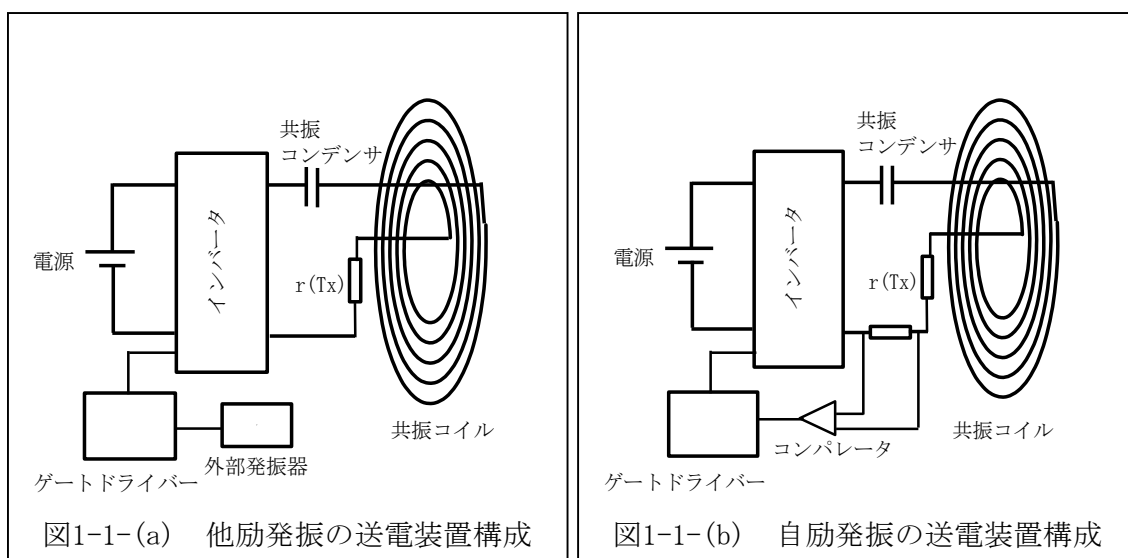 共振
コンデンサ
インバータ
電源
r(Tx)
共振コイル
外部発振器
ゲートドライバー
図1-1-(a) 他励発振の送電装置構成
共振
コンデンサ
インバータ
電源
r(Tx)
共振コイル
コンパレータ
ゲートドライバー
図1-1-(b) 自励発振の送電装置構成